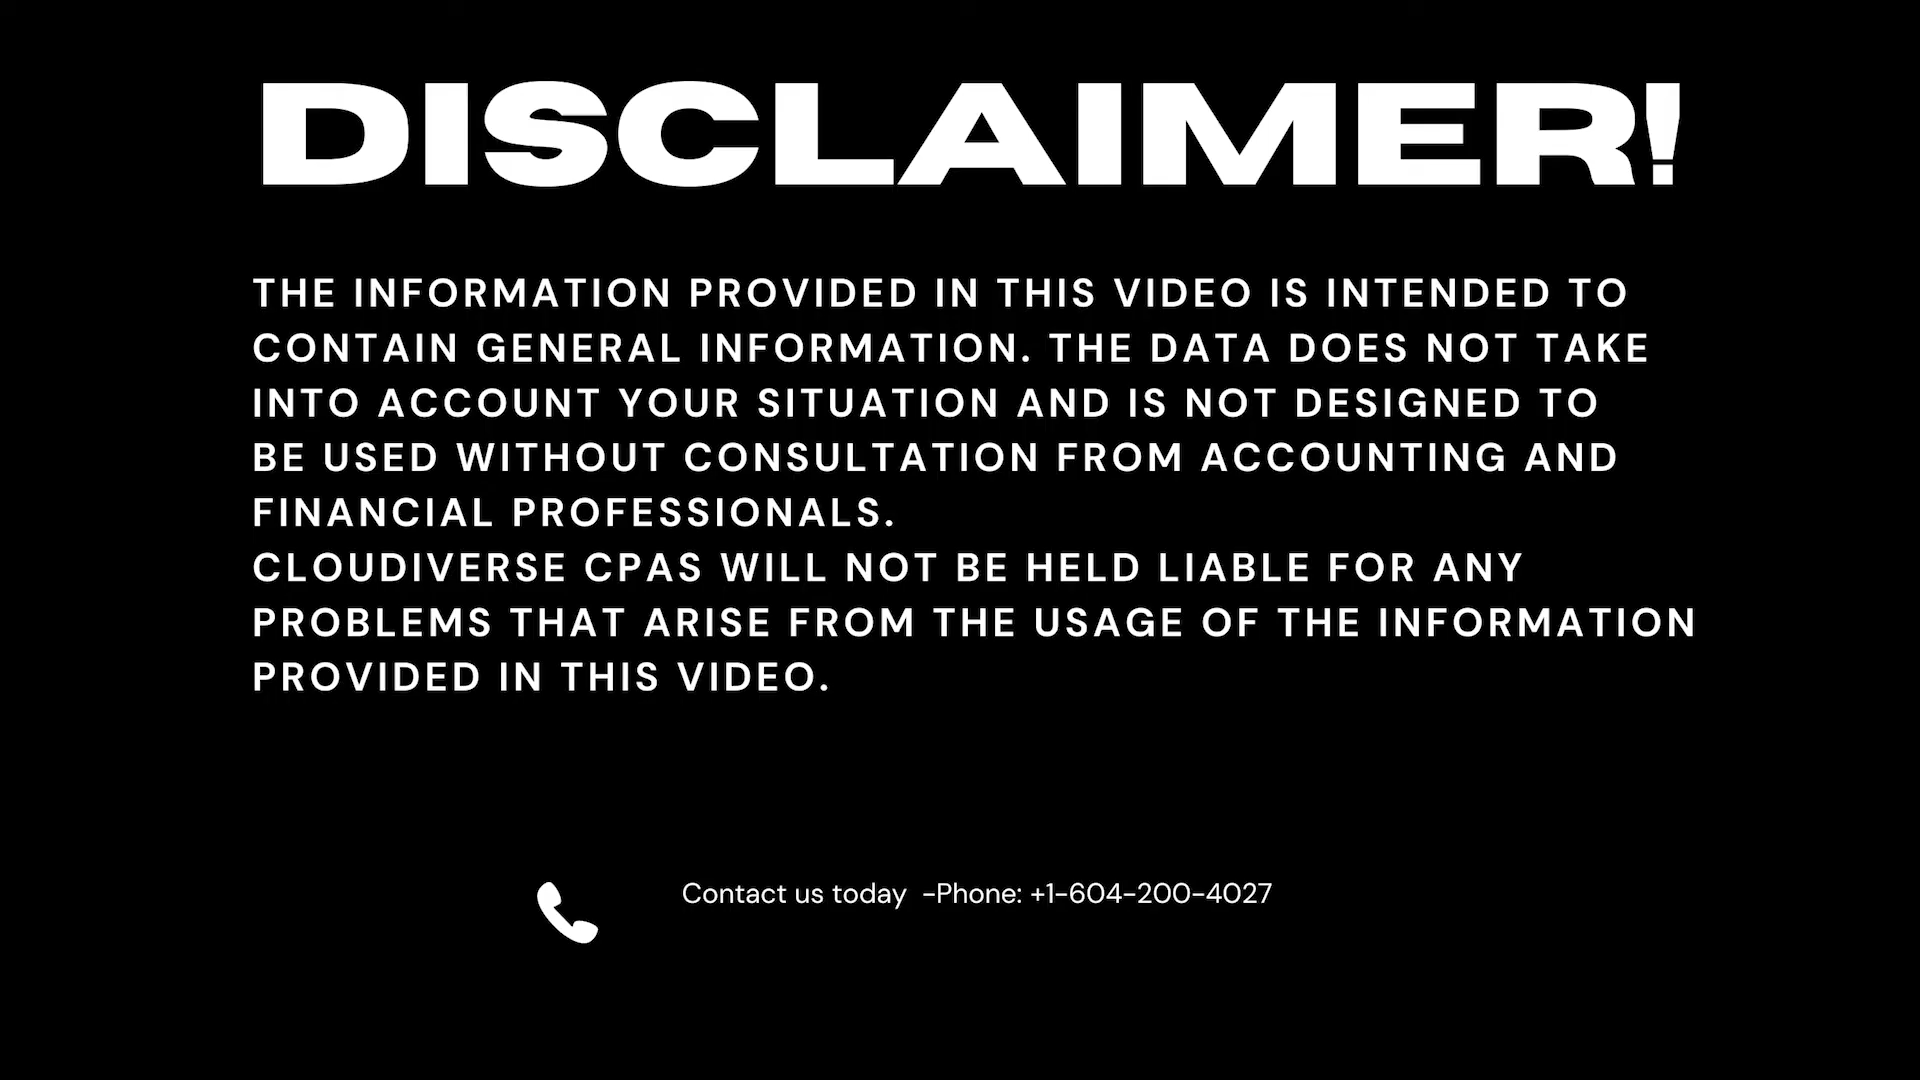 DISCLAIMER!
THE INFORMATION PROVIDED IN THIS VIDEO IS INTENDED TO
CONTAIN GENERAL INFORMATION. THE DATA DOES NOT TAKE
INTO ACCOUNT YOUR SITUATION AND IS NOT DESIGNED TO
BE USED WITHOUT CONSULTATION FROM ACCOUNTING AND
FINANCIAL PROFESSIONALS.
CLOUDIVERSE CPAS WILL NOT BE HELD LIABLE FOR ANY
PROBLEMS THAT ARISE FROM THE USAGE OF THE INFORMATION
PROVIDED IN THIS VIDEO.
Contact us today -Phone: +1-604-200-4027